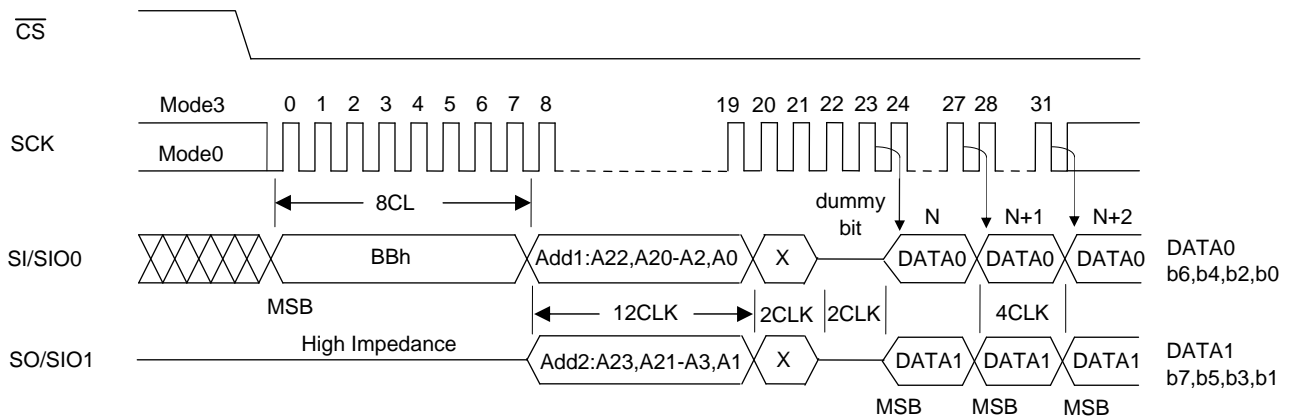 CS
Mode3 0 1 2 3 4 5 6 7 8 19 20 21 22 23 24 27 28 31
SCK
Mode0
8CL
dummy
bit
N N+1 N+2
SI/SIO0 BBh Add1:A22,A20-A2,A0 X DATA0 DATA0 DATA0
DATA0
b6,b4,b2,b0
MSB
12CLK 2CLK 2CLK 4CLK
High Impedance
SO/SIO1 Add2:A23,A21-A3,A1 X DATA1 DATA1 DATA1
DATA1
b7,b5,b3,b1
MSB MSB MSB